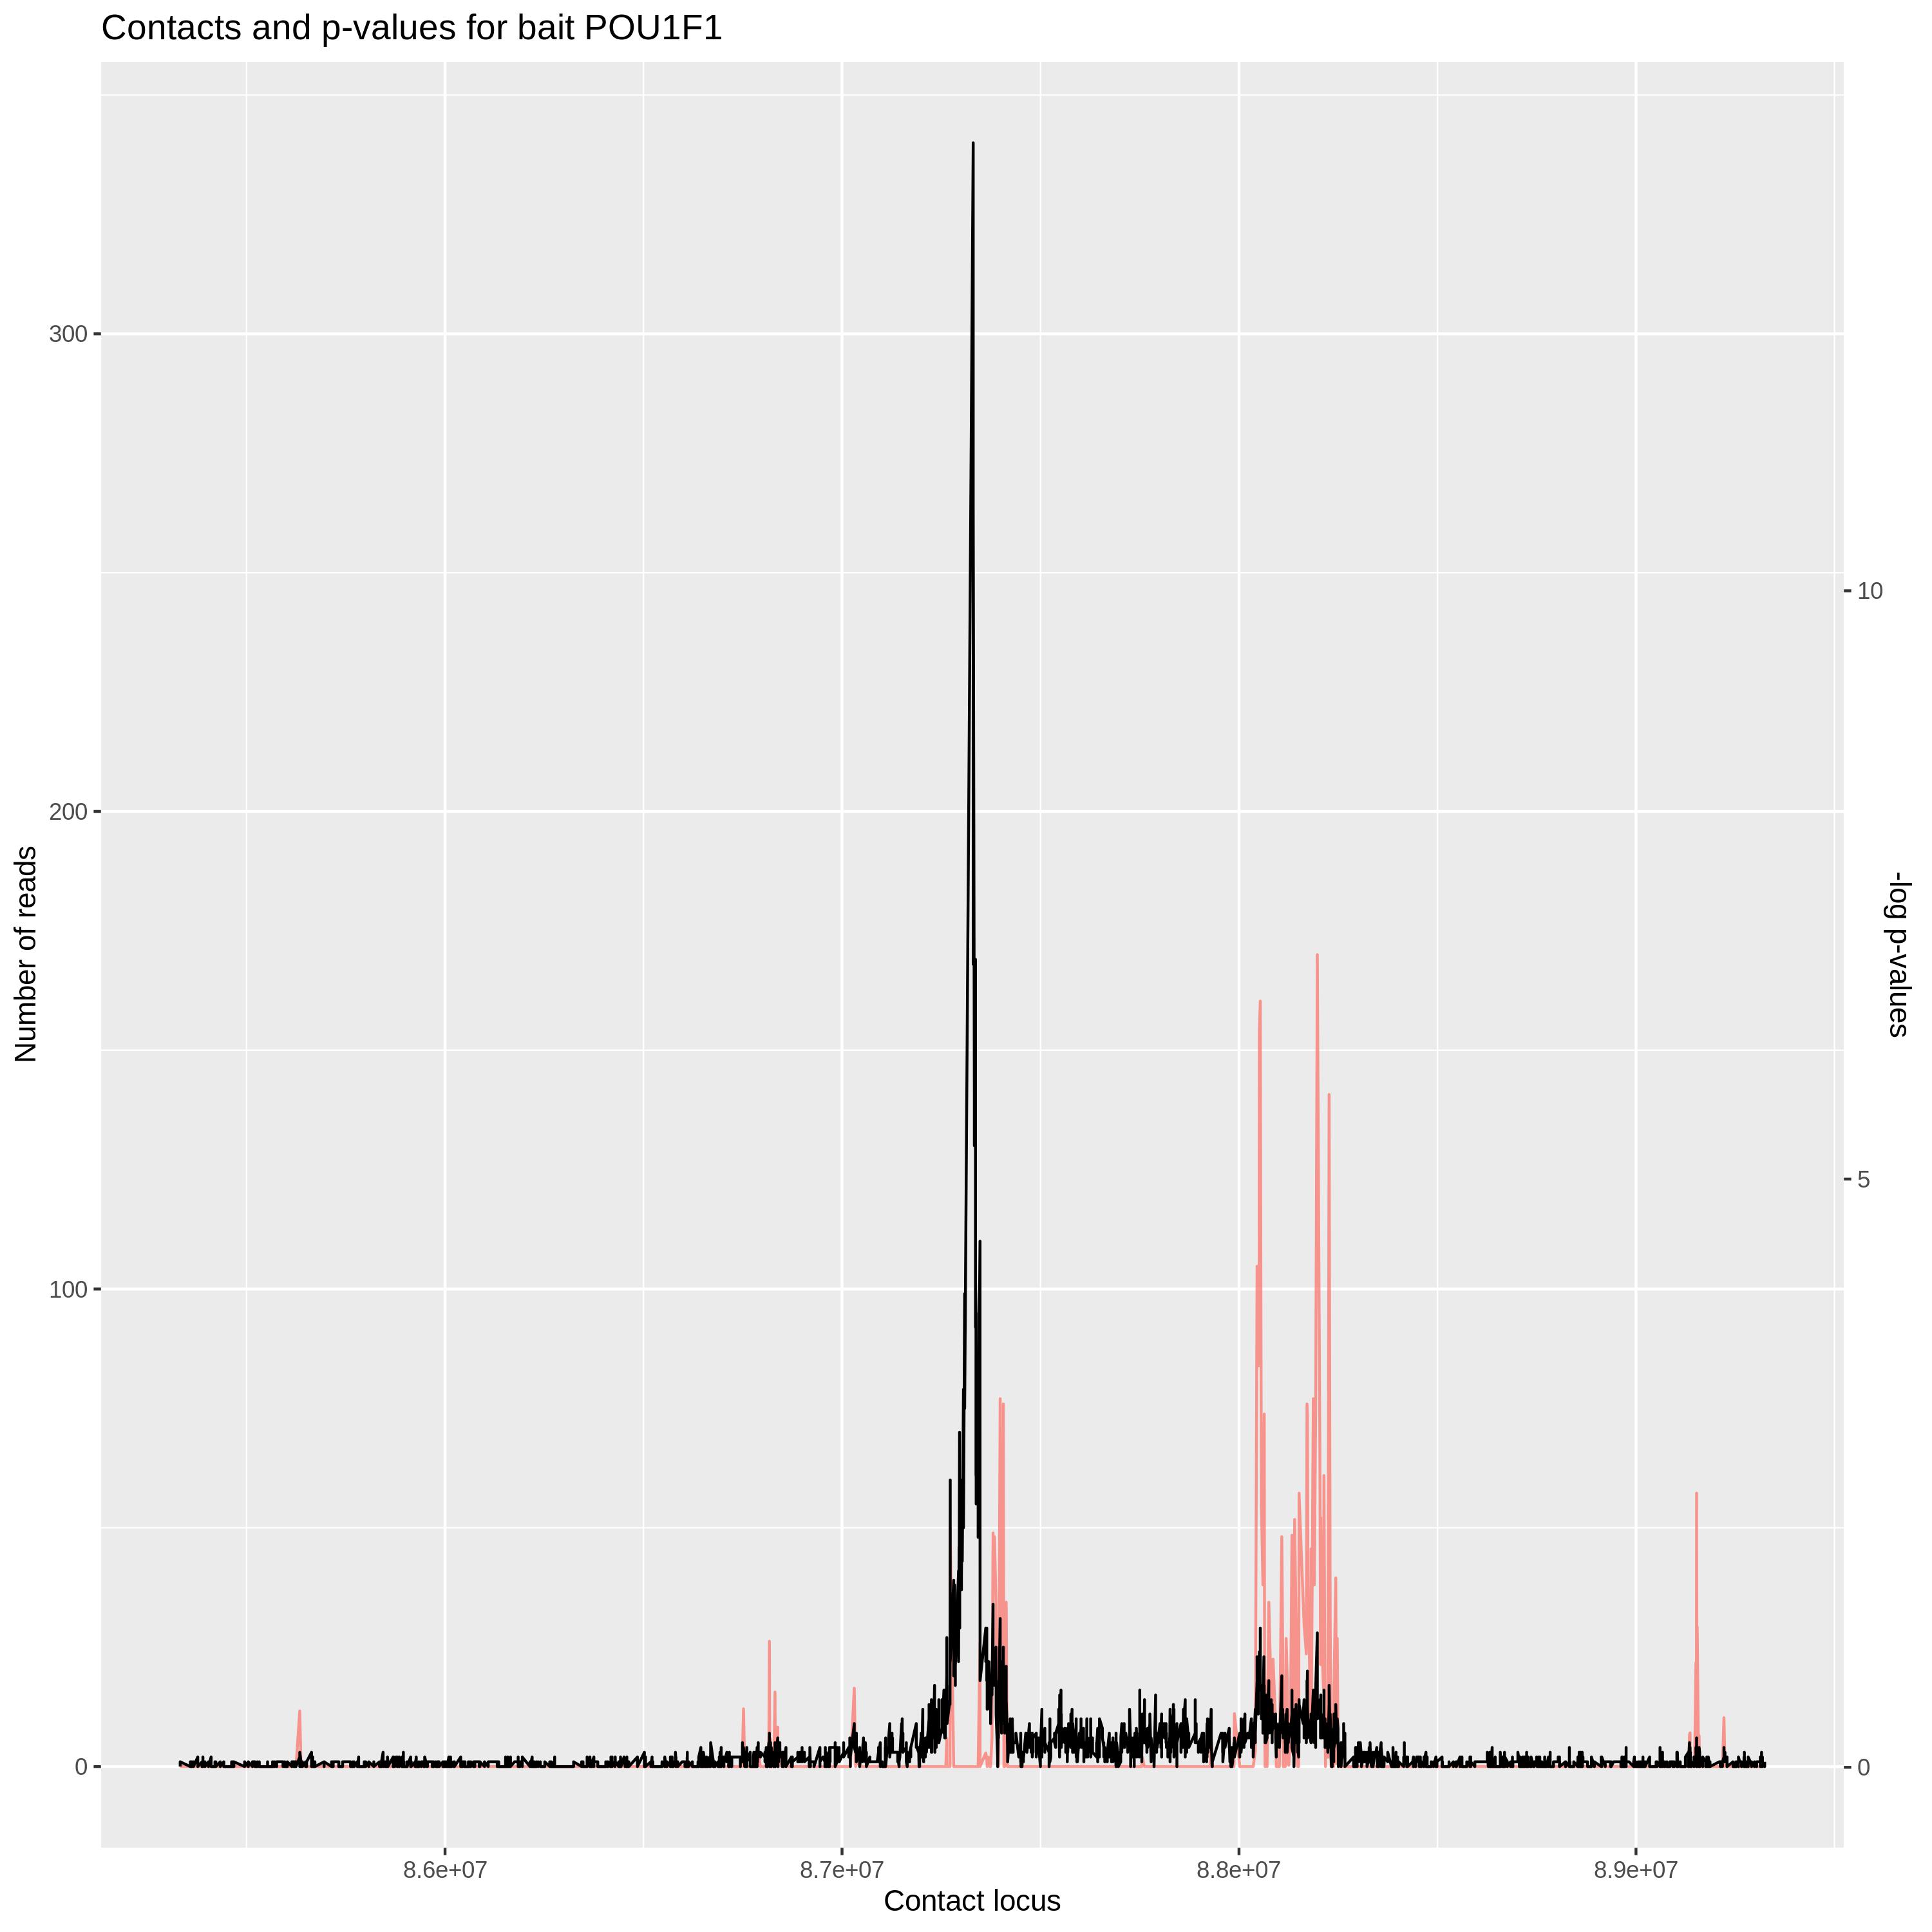 Contacts and p-values for bait POU1F1
300
200
100
0
Number of reads
10
5
0
-log p-values
8.6e+07 8.7e+07 8.8e+07 8.9e+07
Contact locus